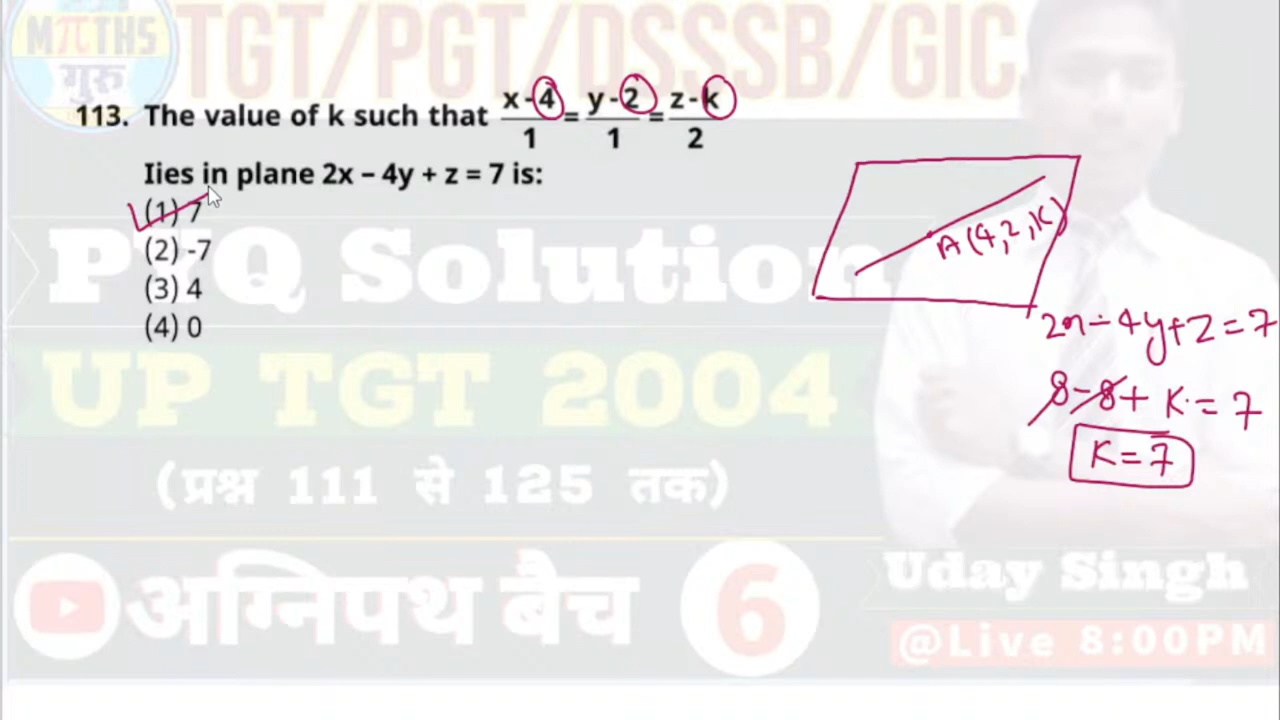 MπTHS
गुरु
TGT/PGT/DSSSB/GIC
113. The value of k such that x-4/1 = y-2/1 = z-k/2
Iies in plane 2x – 4y + z = 7 is:
(1) 7
(2) -7
(3) 4
(4) 0
A(4,2,k)
2x-4y+z=7
8-8+k=7
k=7
PYQ Solution
UP TGT 2004
(प्रश्न 111 से 125 तक)
अग्निपथ बैच 6
Uday Singh
@Live 8:00PM